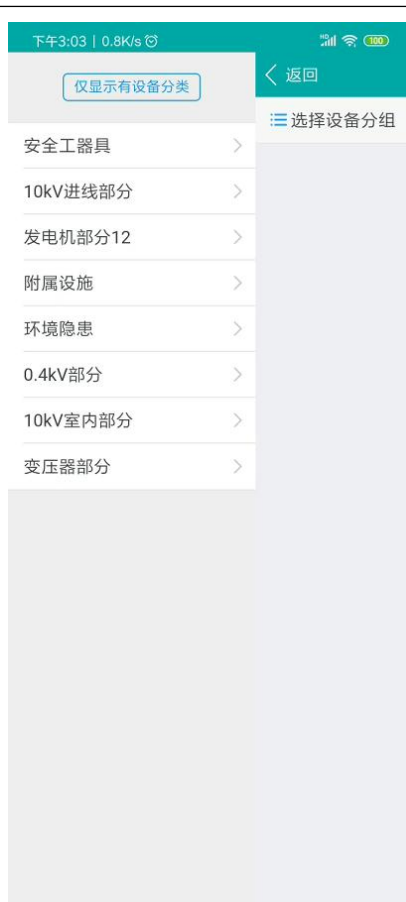 下午3:03 | 0.8K/s
HD 100
仅显示有设备分类
返回
选择设备分组
安全工器具
10kV进线部分
发电机部分12
附属设施
环境隐患
0.4kV部分
10kV室内部分
变压器部分